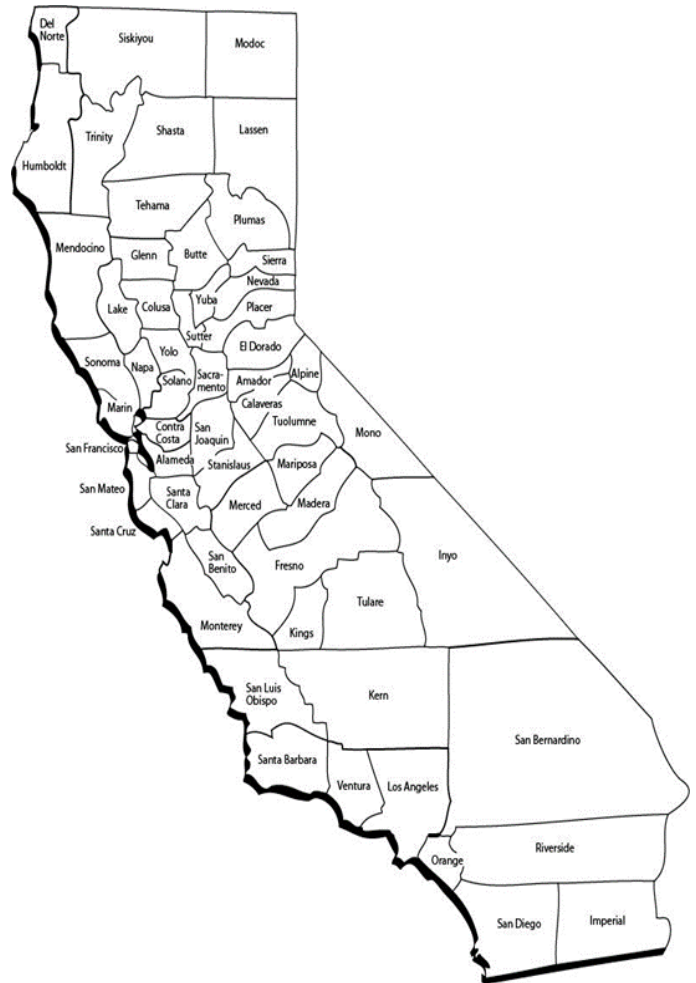 Del
Norte
Siskiyou
Modoc
Humboldt
Trinity
Shasta
Lassen
Tehama
Plumas
Mendocino
Glenn
Butte
Sierra
Nevada
Lake
Colusa
Yuba
Placer
Sutter
Sonoma
Napa
Yolo
El Dorado
Solano
Sacra-
mento
Amador
Alpine
Marin
Calaveras
Contra
Costa
San
Joaquin
Tuolumne
Mono
San Francisco
Alameda
Stanislaus
Mariposa
San Mateo
Santa
Clara
Merced
Madera
Santa Cruz
San
Benito
Fresno
Inyo
Tulare
Monterey
Kings
San Luis
Obispo
Kern
San Bernardino
Santa Barbara
Ventura
Los Angeles
Orange
Riverside
San Diego
Imperial